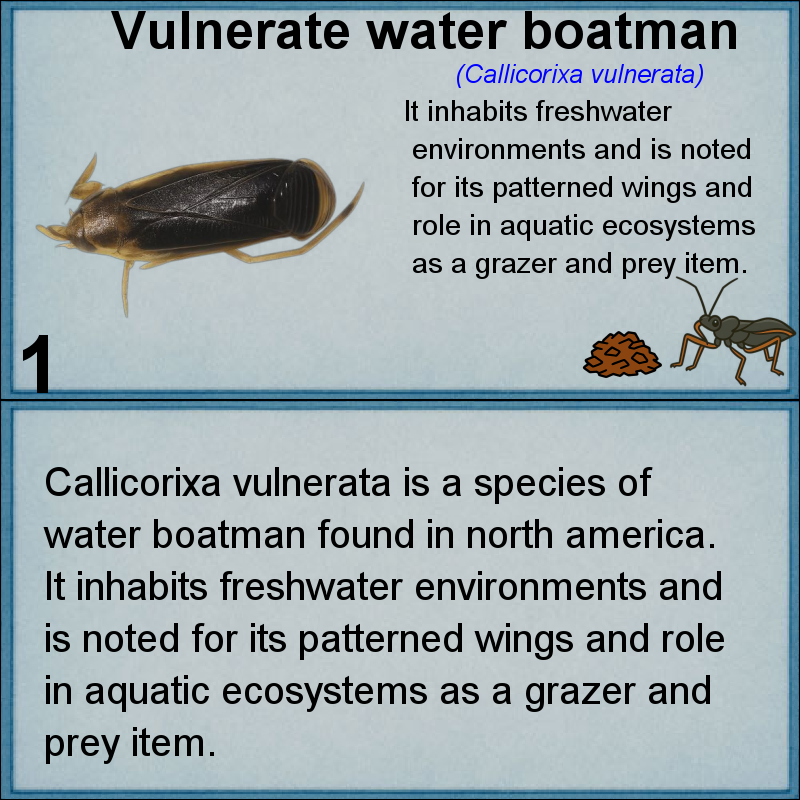 Vulnerate water boatman
(Callicorixa vulnerata)
It inhabits freshwater
environments and is noted
for its patterned wings and
role in aquatic ecosystems
as a grazer and prey item.
1
Callicorixa vulnerata is a species of
water boatman found in north america.
It inhabits freshwater environments and
is noted for its patterned wings and role
in aquatic ecosystems as a grazer and
prey item.